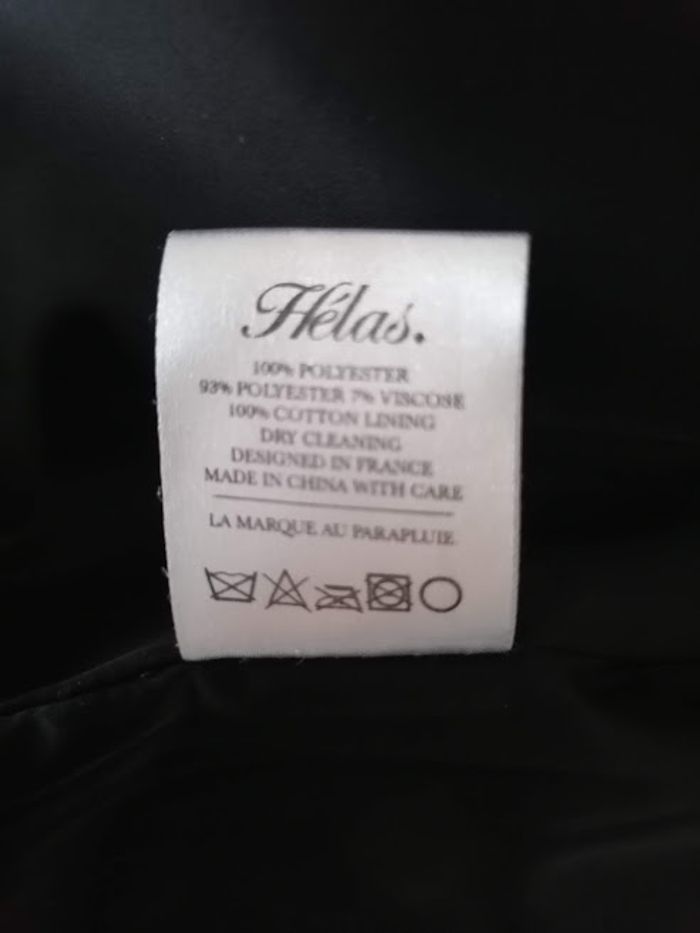 Hélas.
100% POLYESTER
93% POLYESTER 7% VISCOSE
100% COTTON LINING
DRY CLEANING
DESIGNED IN FRANCE
MADE IN CHINA WITH CARE
LA MARQUE AU PARAPLUIE